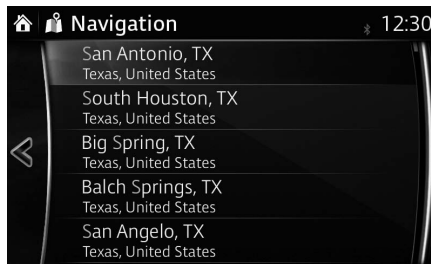 Navigation
12:30
San Antonio, TX
Texas, United States
South Houston, TX
Texas, United States
Big Spring, TX
Texas, United States
Balch Springs, TX
Texas, United States
San Angelo, TX
Texas, United States